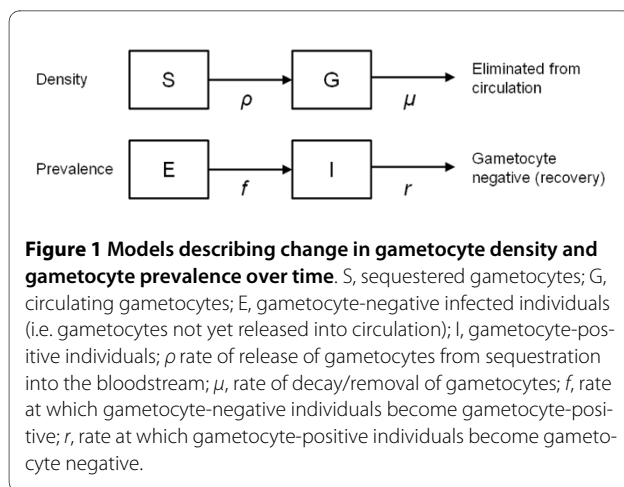 Density S ρ G μ Eliminated from
circulation
Prevalence E f I r Gametocyte
negative (recovery)
Figure 1 Models describing change in gametocyte density and
gametocyte prevalence over time. S, sequestered gametocytes; G,
circulating gametocytes; E, gametocyte-negative infected individuals
(i.e. gametocytes not yet released into circulation); I, gametocyte-pos-
itive individuals; ρ rate of release of gametocytes from sequestration
into the bloodstream; μ, rate of decay/removal of gametocytes; f, rate
at which gametocyte-negative individuals become gametocyte-posi-
tive; r, rate at which gametocyte-positive individuals become gameto-
cyte negative.